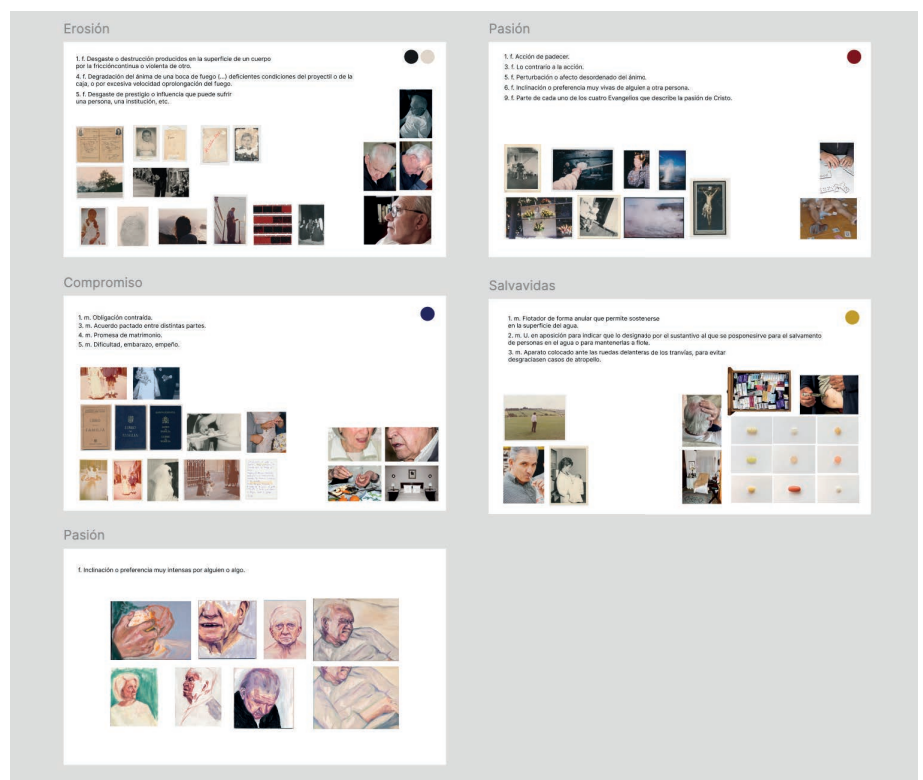 Erosión
1. f. Desgaste o destrucción producidos en la superficie de un cuerpo
por la friccióncontinua o violenta de otro.
4. f. Degradación del ánima de una boca de fuego (...) deficientes condiciones del proyectil o de la
caja, o por excesiva velocidad oprolongación del fuego.
5. f. Desgaste de prestigio o influencia que puede sufrir
una persona, una institución, etc.
Pasión
1. f. Acción de padecer.
3. f. Lo contrario a la acción.
5. f. Perturbación o afecto desordenado del ánimo.
6. f. Inclinación o preferencia muy vivas de alguien a otra persona.
9. f. Parte de cada uno de los cuatro Evangelios que describe la pasión de Cristo.
Compromiso
1. m. Obligación contraída.
3. m. Acuerdo pactado entre distintas partes.
4. m. Promesa de matrimonio.
5. m. Dificultad, embarazo, empeño.
Salvavidas
1. m. Flotador de forma anular que permite sostenerse
en la superficie del agua.
2. m. U. en aposición para indicar que lo designado por el sustantivo al que se posponesirve para el salvamento
de personas en el agua o para mantenerlas a flote.
3. m. Aparato colocado ante las ruedas delanteras de los tranvías, para evitar
desgraciasen casos de atropello.
Pasión
f. Inclinación o preferencia muy intensas por alguien o algo.